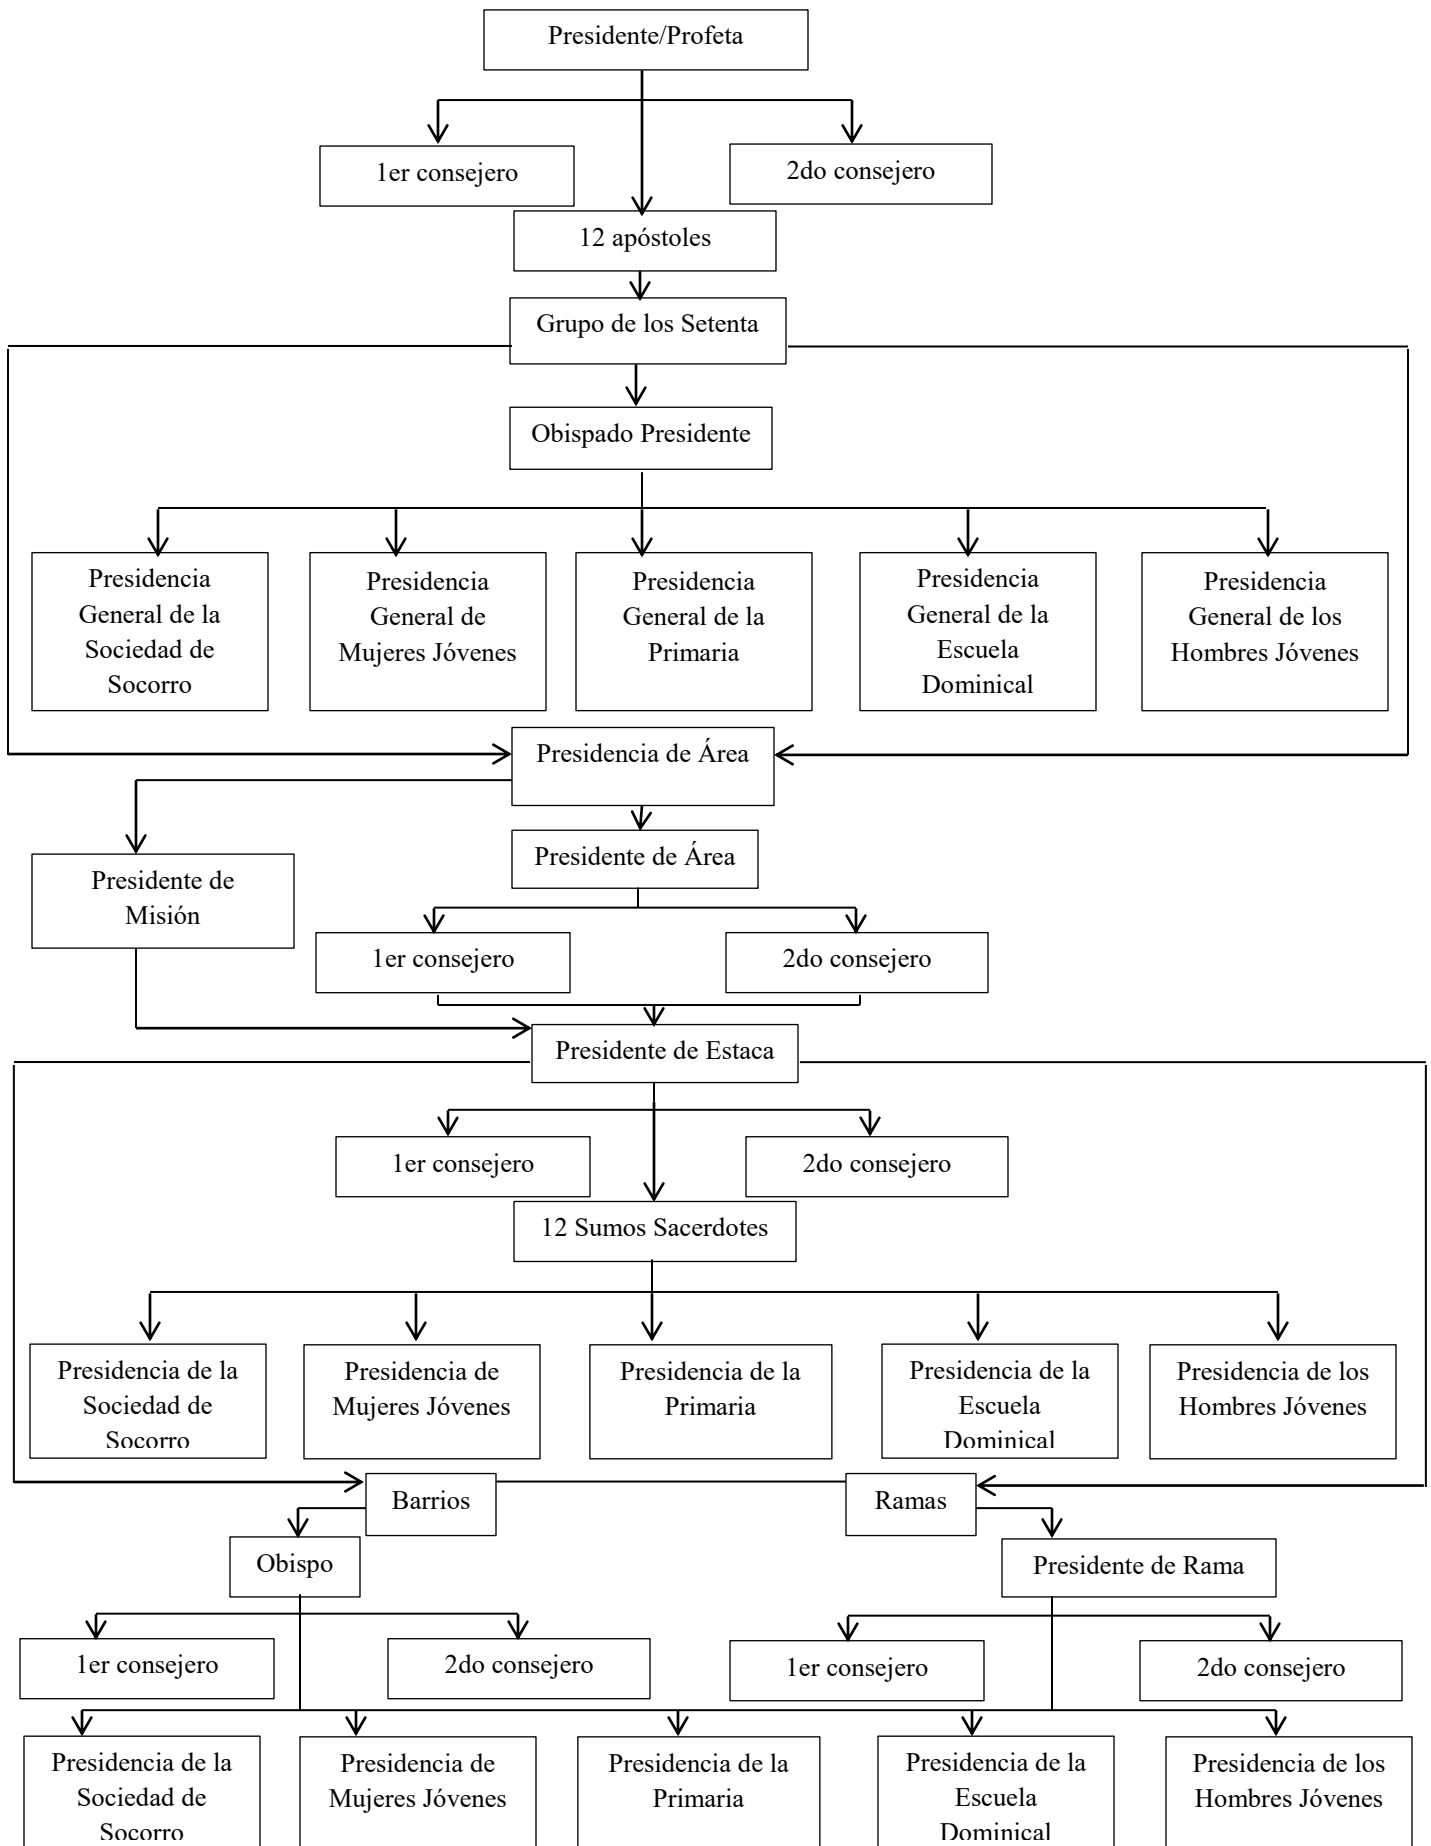 Presidente/Profeta
1er consejero
2do consejero
12 apóstoles
Grupo de los Setenta
Obispado Presidente
Presidencia
General de la
Sociedad de
Socorro
Presidencia
General de
Mujeres Jóvenes
Presidencia
General de la
Primaria
Presidencia
General de la
Escuela
Dominical
Presidencia
General de los
Hombres Jóvenes
Presidencia de Área
Presidente de Área
Presidente de
Misión
1er consejero
2do consejero
Presidente de Estaca
1er consejero
2do consejero
12 Sumos Sacerdotes
Presidencia de la
Sociedad de
Socorro
Presidencia de
Mujeres Jóvenes
Presidencia de la
Primaria
Presidencia de la
Escuela
Dominical
Presidencia de los
Hombres Jóvenes
Barrios
Ramas
Obispo
Presidente de Rama
1er consejero
2do consejero
1er consejero
2do consejero
Presidencia de la
Sociedad de
Socorro
Presidencia de
Mujeres Jóvenes
Presidencia de la
Primaria
Presidencia de la
Escuela
Dominical
Presidencia de los
Hombres Jóvenes